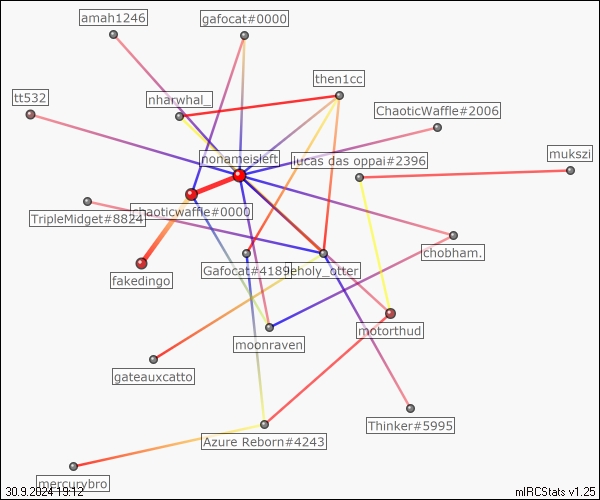 amah1246
gafocat#0000
then1cc
tt532
nharwhal_
ChaoticWaffle#2006
nonameisleft
lucas das oppai#2396
mukszi
chaoticwaffle#0000
TripleMidget#8824
chobham.
fakedingo
Gafocat#4189
eholy_otter
motorthud
moonraven
gateauxcatto
Thinker#5995
Azure Reborn#4243
mercurybro
30.9.2024 19:12
mIRCStats v1.25